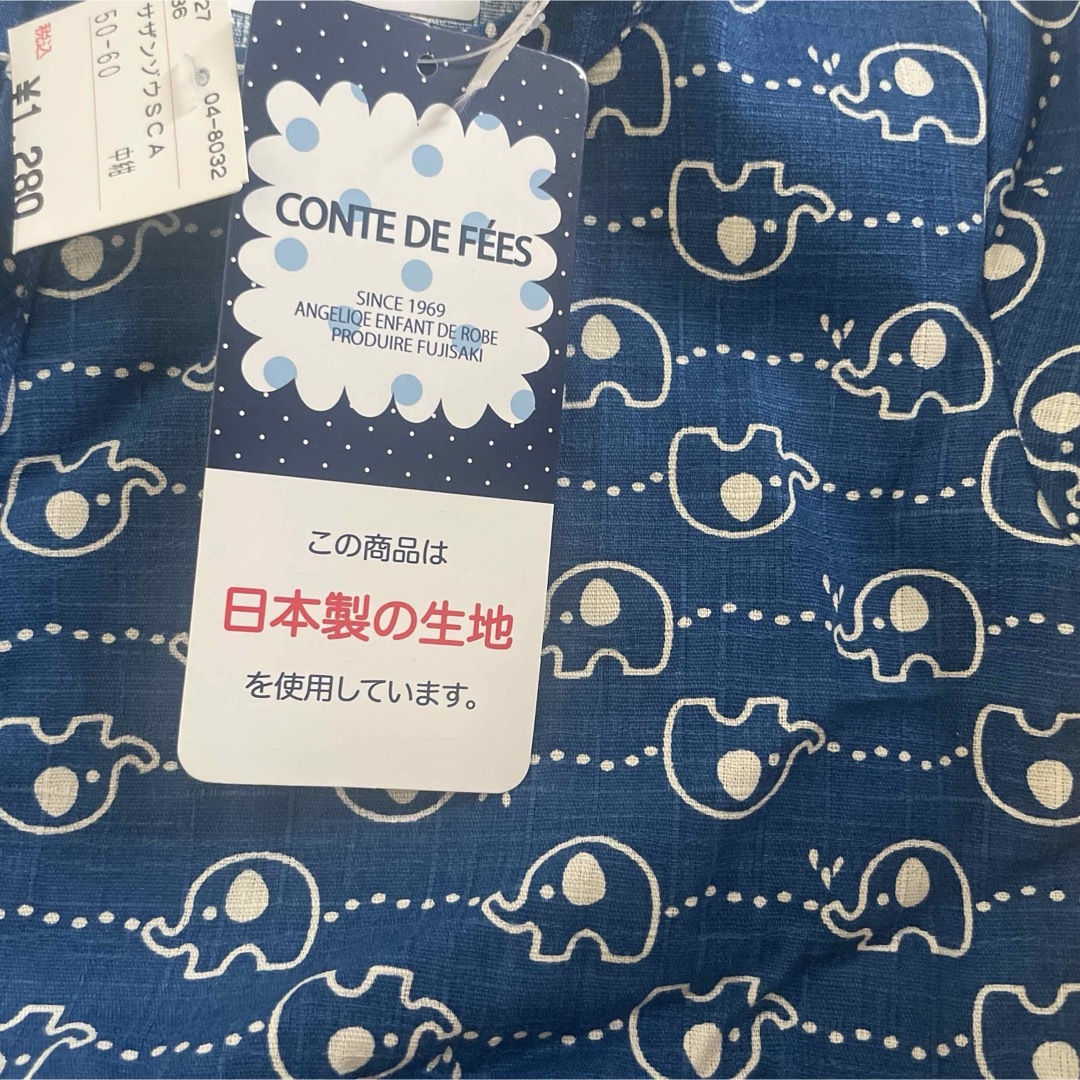 27
86
04-8032
サザンゾウSCA
50-60
中紺
税込
¥1,280
CONTE DE FÉES
SINCE 1969
ANGELIQE ENFANT DE ROBE
PRODUIRE FUJISAKI
この商品は
日本製の生地
を使用しています。